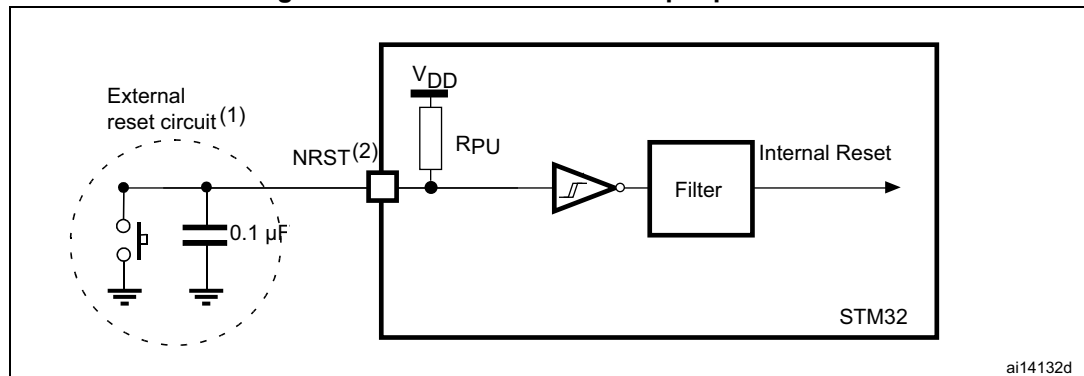 External
reset circuit(1)
NRST(2)
VDD
RPU
0.1 µF
Filter
Internal Reset
STM32
ai14132d